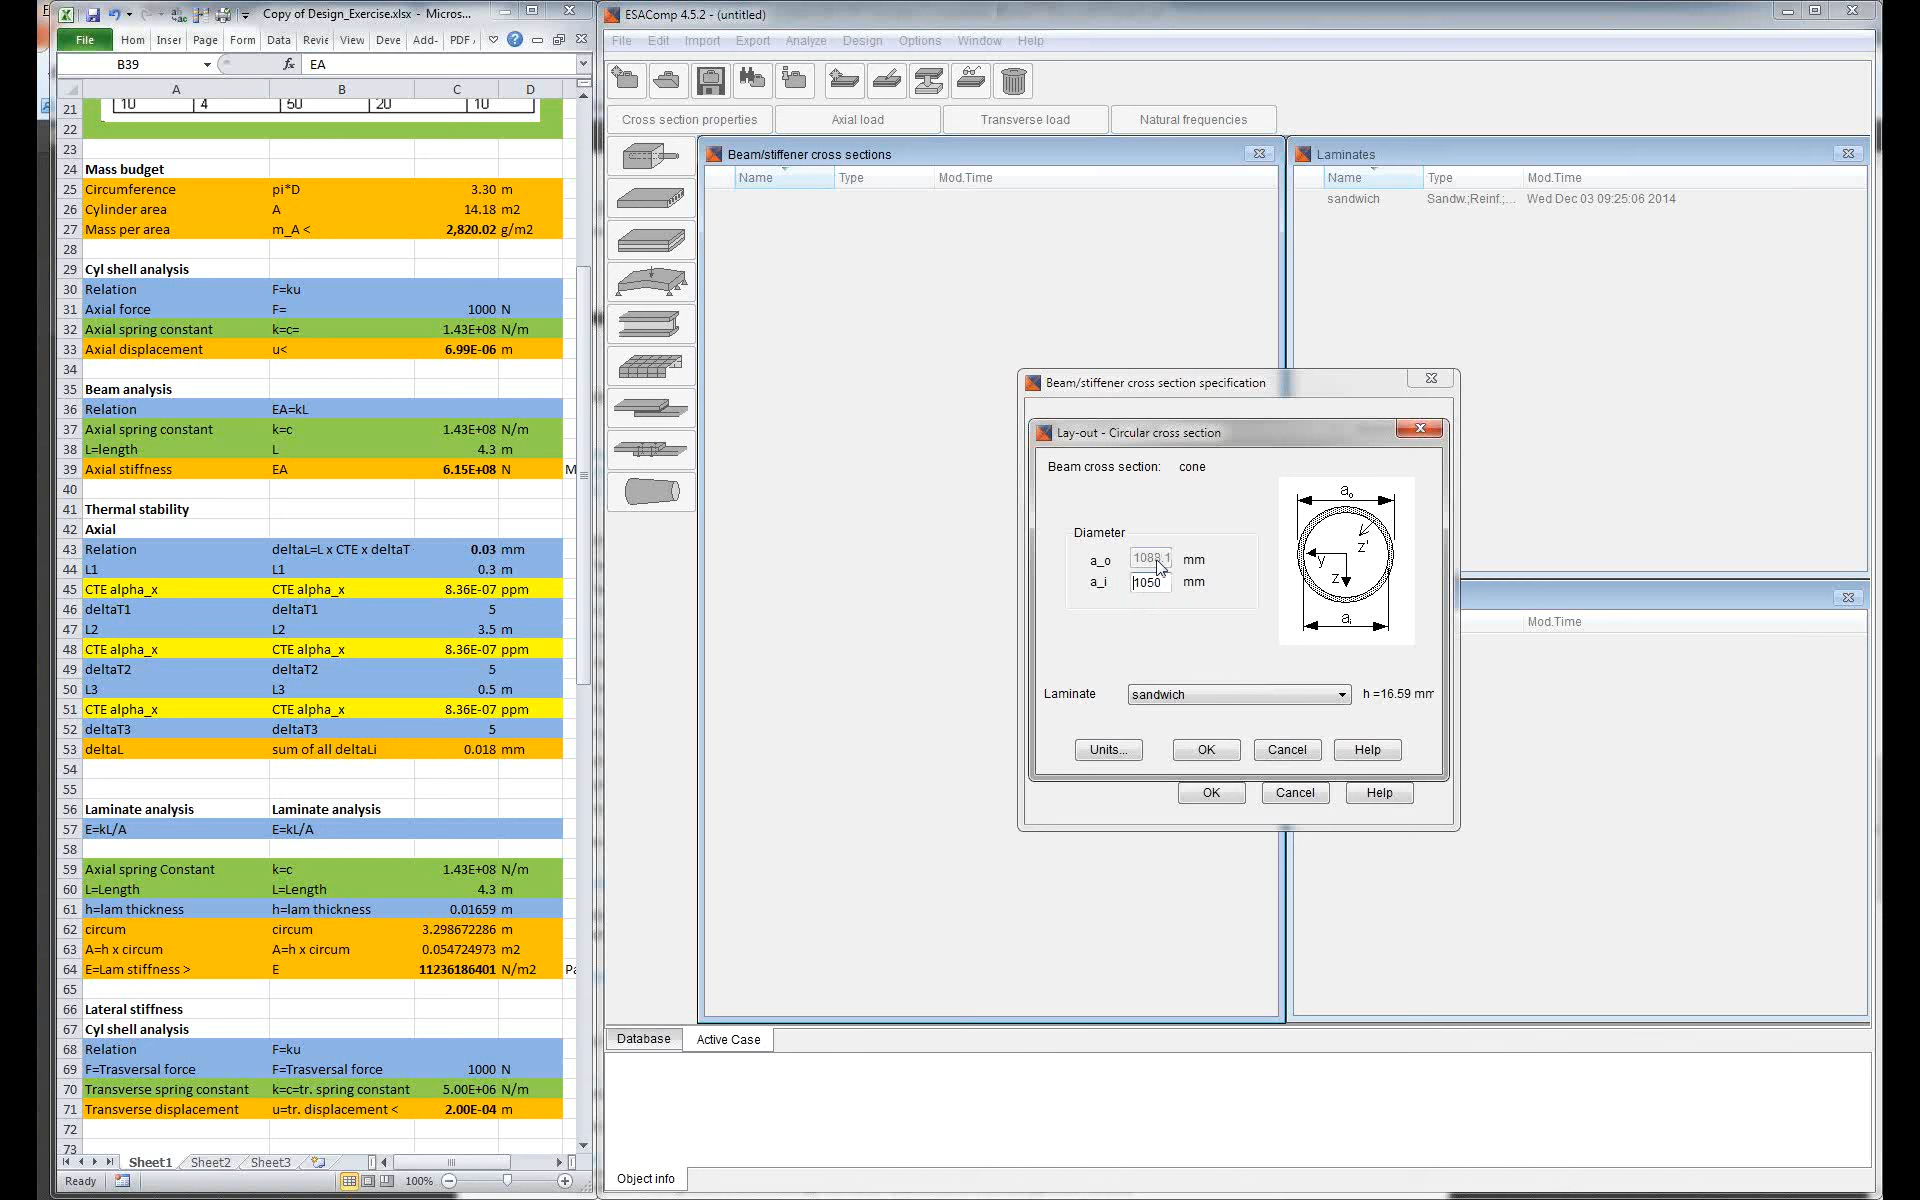 Copy of Design_Exercise.xlsx - Micros...
File Hom Inser Page Form Data Revie View Deve Add- PDF
B39 fx EA
A B C D
21 10 4 50 20 10
22
23
24 Mass budget
25 Circumference pi*D 3.30 m
26 Cylinder area A 14.18 m2
27 Mass per area m_A < 2,820.02 g/m2
28
29 Cyl shell analysis
30 Relation F=ku
31 Axial force F= 1000 N
32 Axial spring constant k=c= 1.43E+08 N/m
33 Axial displacement u< 6.99E-06 m
34
35 Beam analysis
36 Relation EA=kL
37 Axial spring constant k=c 1.43E+08 N/m
38 L=length L 4.3 m
39 Axial stiffness EA 6.15E+08 N M
40
41 Thermal stability
42 Axial
43 Relation deltaL=L x CTE x deltaT 0.03 mm
44 L1 L1 0.3 m
45 CTE alpha_x CTE alpha_x 8.36E-07 ppm
46 deltaT1 deltaT1 5
47 L2 L2 3.5 m
48 CTE alpha_x CTE alpha_x 8.36E-07 ppm
49 deltaT2 deltaT2 5
50 L3 L3 0.5 m
51 CTE alpha_x CTE alpha_x 8.36E-07 ppm
52 deltaT3 deltaT3 5
53 deltaL sum of all deltaLi 0.018 mm
54
55
56 Laminate analysis Laminate analysis
57 E=kL/A E=kL/A
58
59 Axial spring Constant k=c 1.43E+08 N/m
60 L=Length L=Length 4.3 m
61 h=lam thickness h=lam thickness 0.01659 m
62 circum circum 3.298672286 m
63 A=h x circum A=h x circum 0.054724973 m2
64 E=Lam stiffness > E 11236186401 N/m2
65
66 Lateral stiffness
67 Cyl shell analysis
68 Relation F=ku
69 F=Trasversal force F=Trasversal force 1000 N
70 Transverse spring constant k=c=tr. spring constant 5.00E+06 N/m
71 Transverse displacement u=tr. displacement < 2.00E-04 m
72
73
Sheet1 Sheet2 Sheet3
Ready 100%
ESAComp 4.5.2 - (untitled)
File Edit Import Export Analyze Design Options Window Help
Cross section properties Axial load Transverse load Natural frequencies
Beam/stiffener cross sections
Name Type Mod.Time
Laminates
Name Type Mod.Time
sandwich Sandw.;Reinf.;... Wed Dec 03 09:25:06 2014
Mod.Time
Beam/stiffener cross section specification
Lay-out - Circular cross section
Beam cross section: cone
Diameter
a_o mm
a_i 1050 mm
a_o
z'
y
z
a_i
Laminate sandwich h =16.59 mm
Units... OK Cancel Help
OK Cancel Help
Database Active Case
Object info